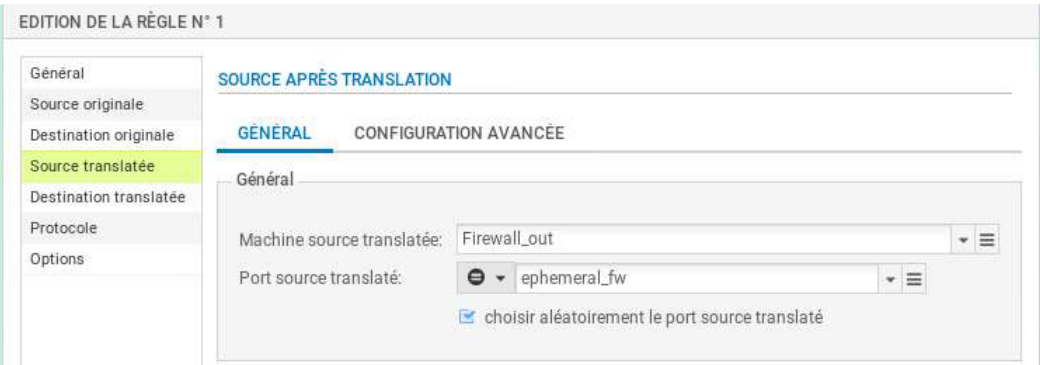 EDITION DE LA RÈGLE N° 1
Général
Source originale
Destination originale
Source translatée
Destination translatée
Protocole
Options
SOURCE APRÈS TRANSLATION
GÉNÉRAL CONFIGURATION AVANCÉE
Général
Machine source translatée: Firewall_out
Port source translaté: ephemeral_fw
choisir aléatoirement le port source translaté